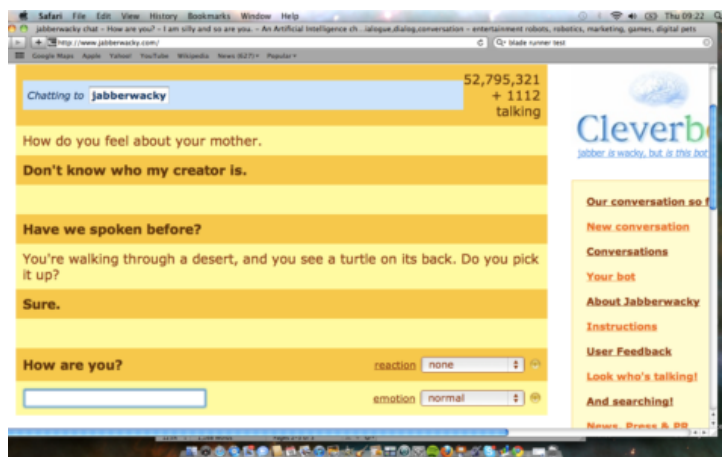 Safari File Edit View History Bookmarks Window Help Thu 09:22
jabberwacky chat - How are you? - I am silly and so are you. - An Artificial Intelligence ch...ialogue,dialog,conversation - entertainment robots, robotics, marketing, games, digital pets
http://www.jabberwacky.com/ blade runner test
Google Maps Apple Yahoo! YouTube Wikipedia News (627) Popular
Chatting to jabberwacky
52,795,321
+ 1112
talking
How do you feel about your mother.
Don't know who my creator is.
Have we spoken before?
You're walking through a desert, and you see a turtle on its back. Do you pick
it up?
Sure.
How are you? reaction none
emotion normal
Cleverb
jabber is wacky, but is this bot
Our conversation so f
New conversation
Conversations
Your bot
About Jabberwacky
Instructions
User Feedback
Look who's talking!
And searching!
News, Press & PR